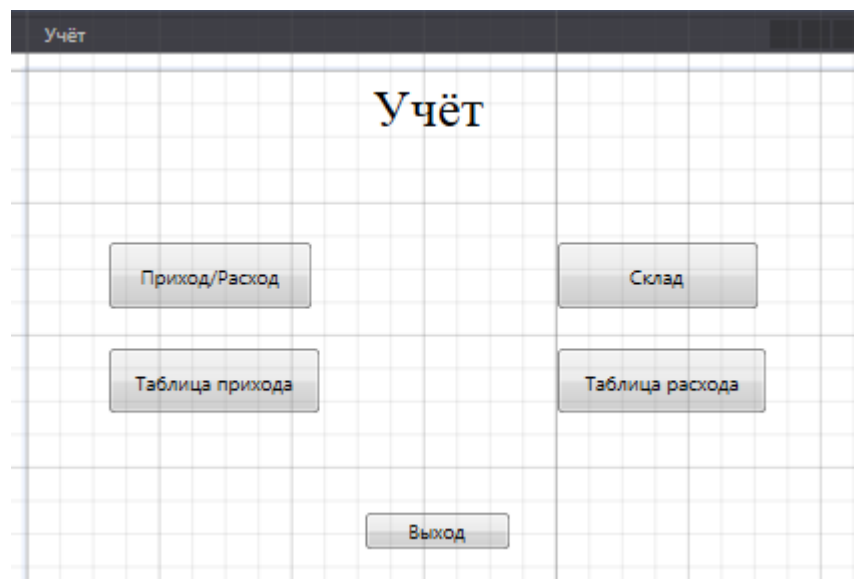 Учёт
Учёт
Приход/Расход
Склад
Таблица прихода
Таблица расхода
Выход